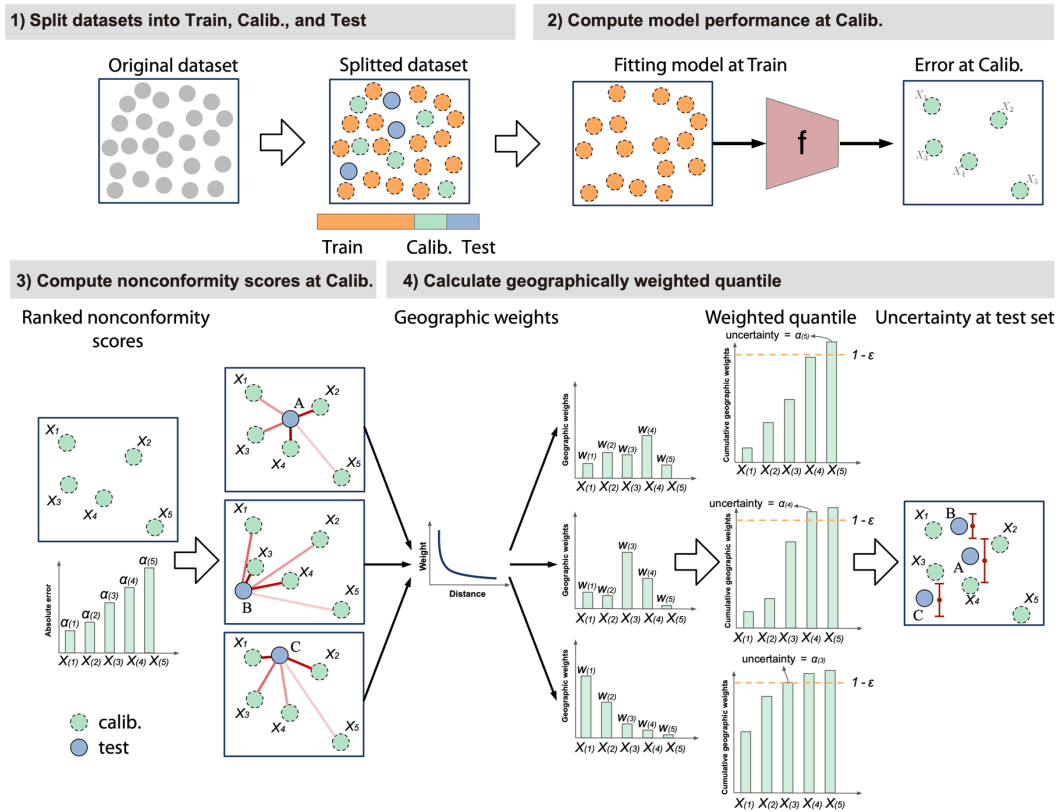 1) Split datasets into Train, Calib., and Test
2) Compute model performance at Calib.
Original dataset
Splitted dataset
Fitting model at Train
Error at Calib.
f
X1
X2
X3
X4
X5
Train
Calib.
Test
3) Compute nonconformity scores at Calib.
4) Calculate geographically weighted quantile
Ranked nonconformity
scores
Geographic weights
Weighted quantile
Uncertainty at test set
X1
X2
X3
X4
X5
Absolute error
α(1)
α(2)
α(3)
α(4)
α(5)
X(1)
X(2)
X(3)
X(4)
X(5)
calib.
test
X1
X2
A
X3
X4
X5
X1
X2
X3
X4
B
X5
X1
C
X2
X3
X4
X5
Weight
Distance
Geographic weights
W(1)
W(2)
W(3)
W(4)
W(5)
X(1)
X(2)
X(3)
X(4)
X(5)
Geographic weights
W(1)
W(2)
W(3)
W(4)
W(5)
X(1)
X(2)
X(3)
X(4)
X(5)
Geographic weights
W(1)
W(2)
W(3)
W(4)
W(5)
X(1)
X(2)
X(3)
X(4)
X(5)
uncertainty = α(5)
1 - ε
Cumulative geographic weights
X(1)
X(2)
X(3)
X(4)
X(5)
uncertainty = α(4)
1 - ε
Cumulative geographic weights
X(1)
X(2)
X(3)
X(4)
X(5)
uncertainty = α(3)
1 - ε
Cumulative geographic weights
X(1)
X(2)
X(3)
X(4)
X(5)
X1
B
X2
X3
A
X4
C
X5